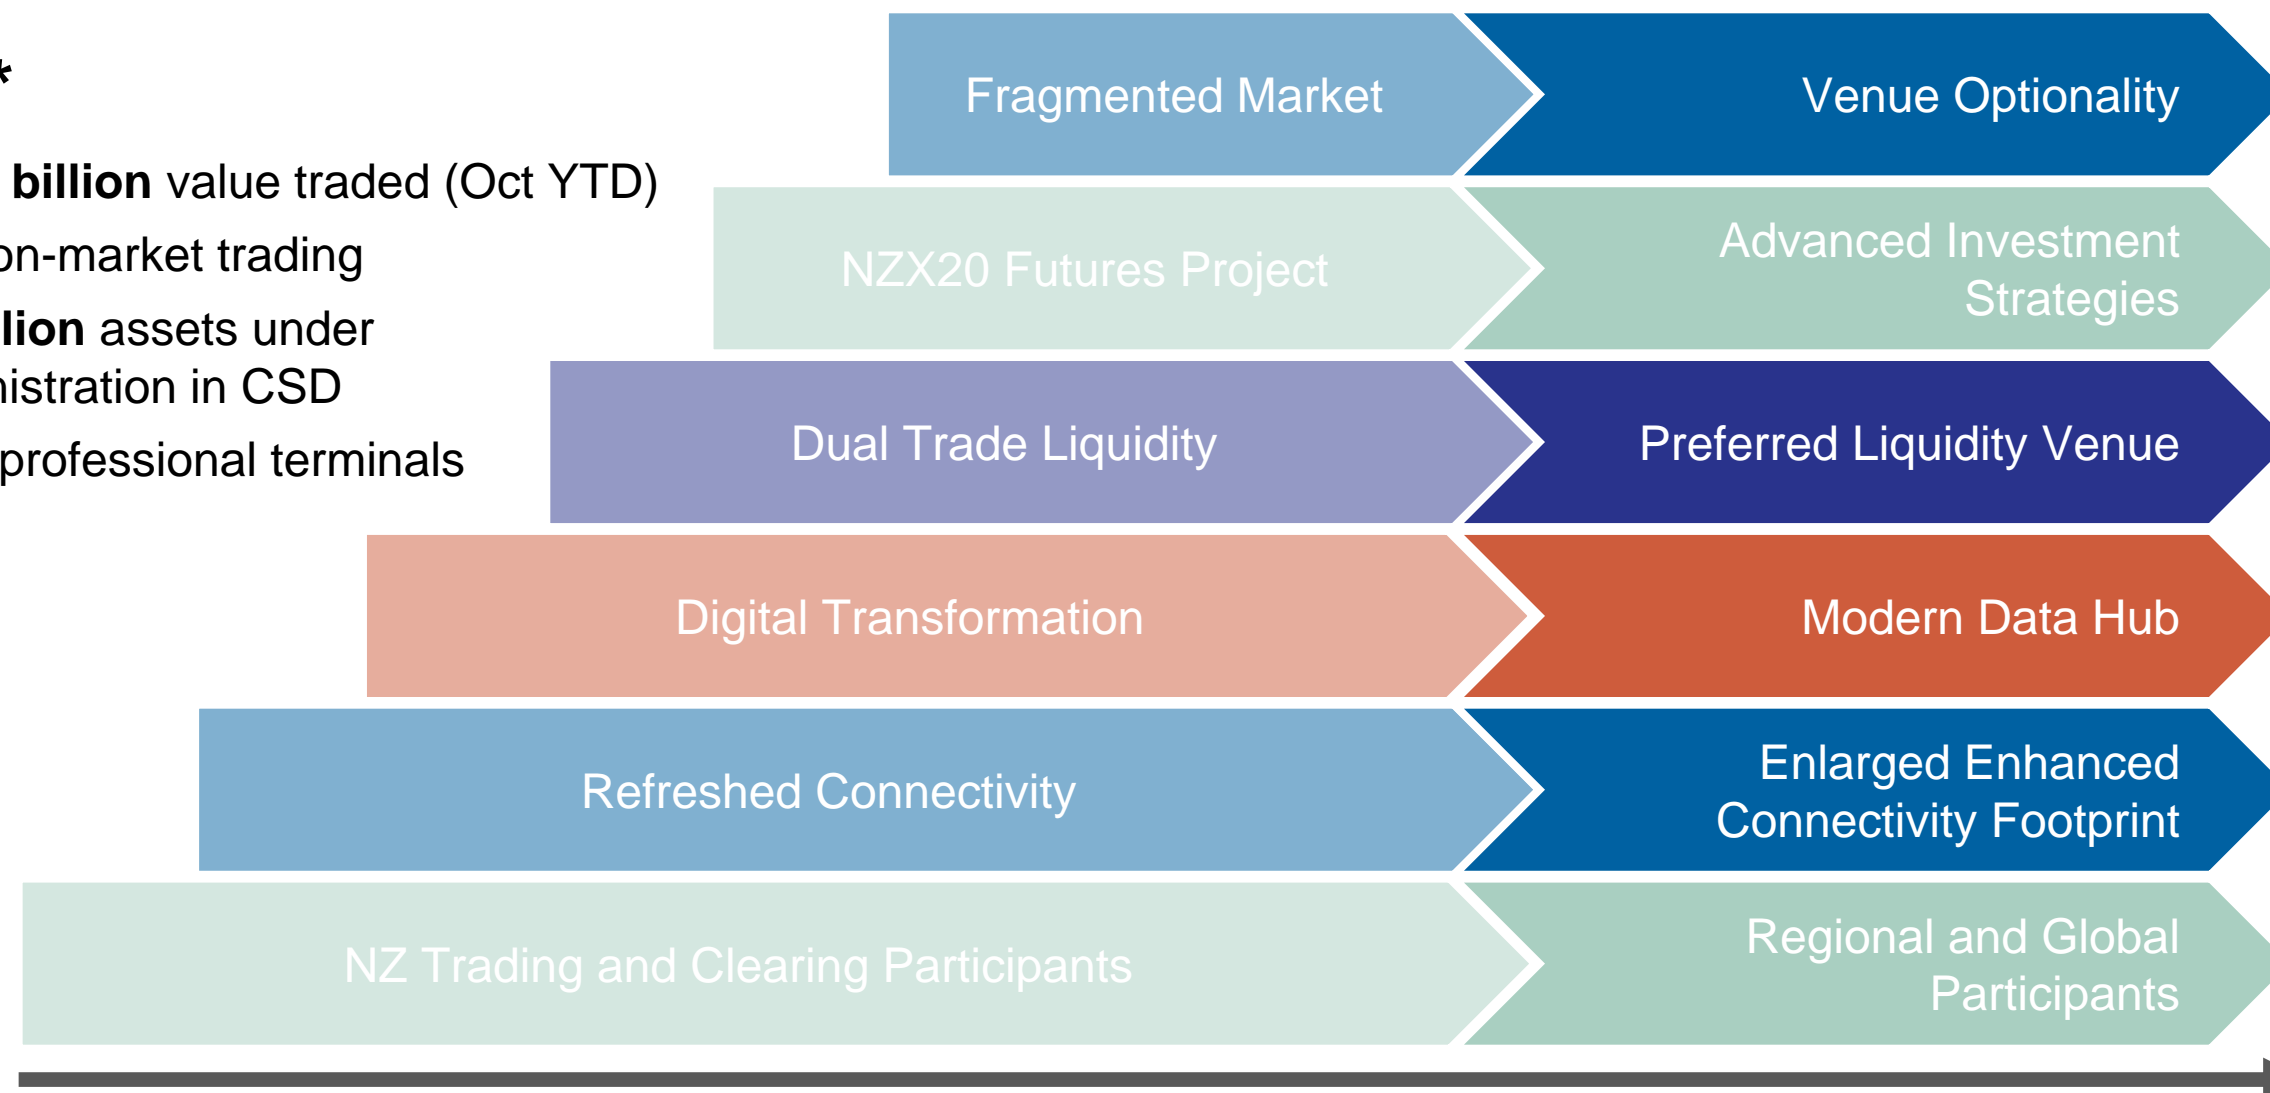 *
billion value traded (Oct YTD)
on-market trading
lion assets under
nistration in CSD
professional terminals
Fragmented Market
Venue Optionality
NZX20 Futures Project
Advanced Investment
Strategies
Dual Trade Liquidity
Preferred Liquidity Venue
Digital Transformation
Modern Data Hub
Refreshed Connectivity
Enlarged Enhanced
Connectivity Footprint
NZ Trading and Clearing Participants
Regional and Global
Participants